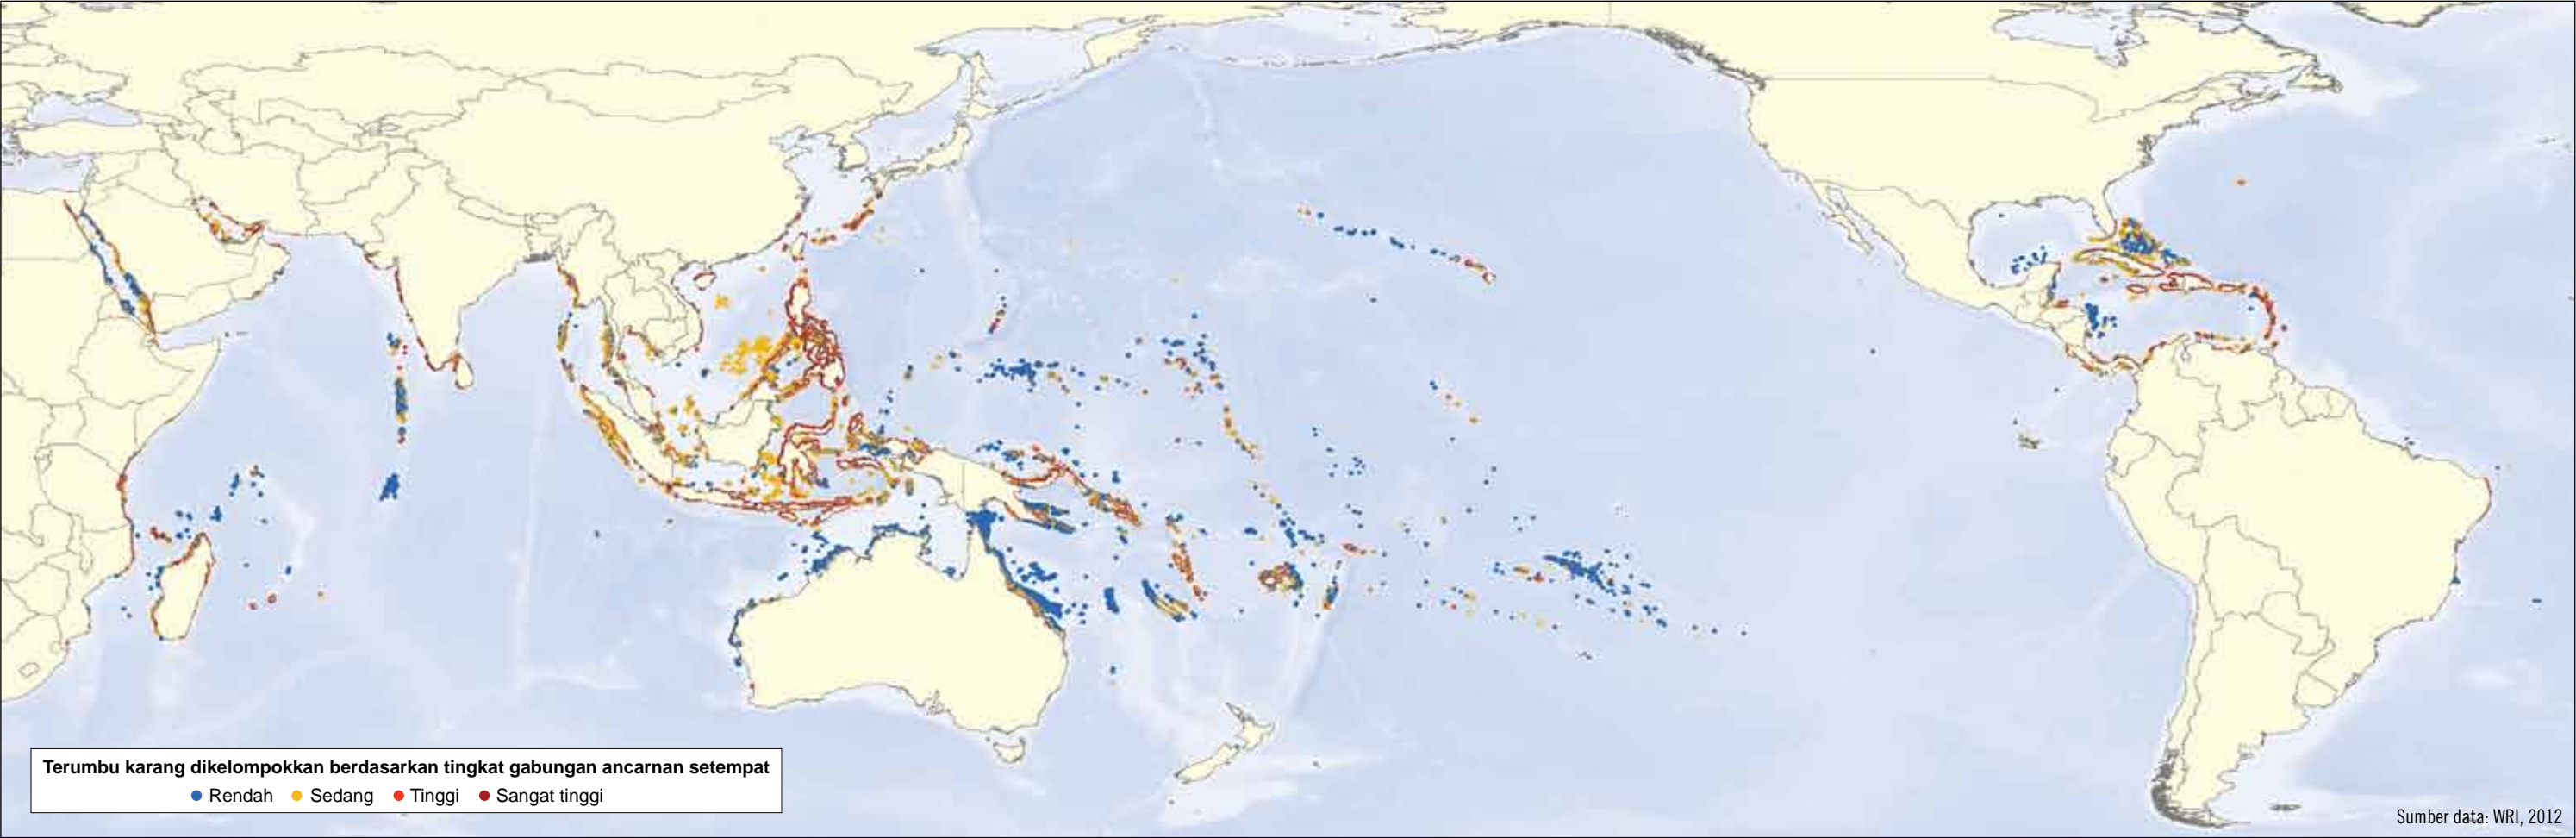 Terumbu karang dikelompokkan berdasarkan tingkat gabungan ancarnan setempat
Rendah Sedang Tinggi Sangat tinggi
Sumber data: WRI, 2012